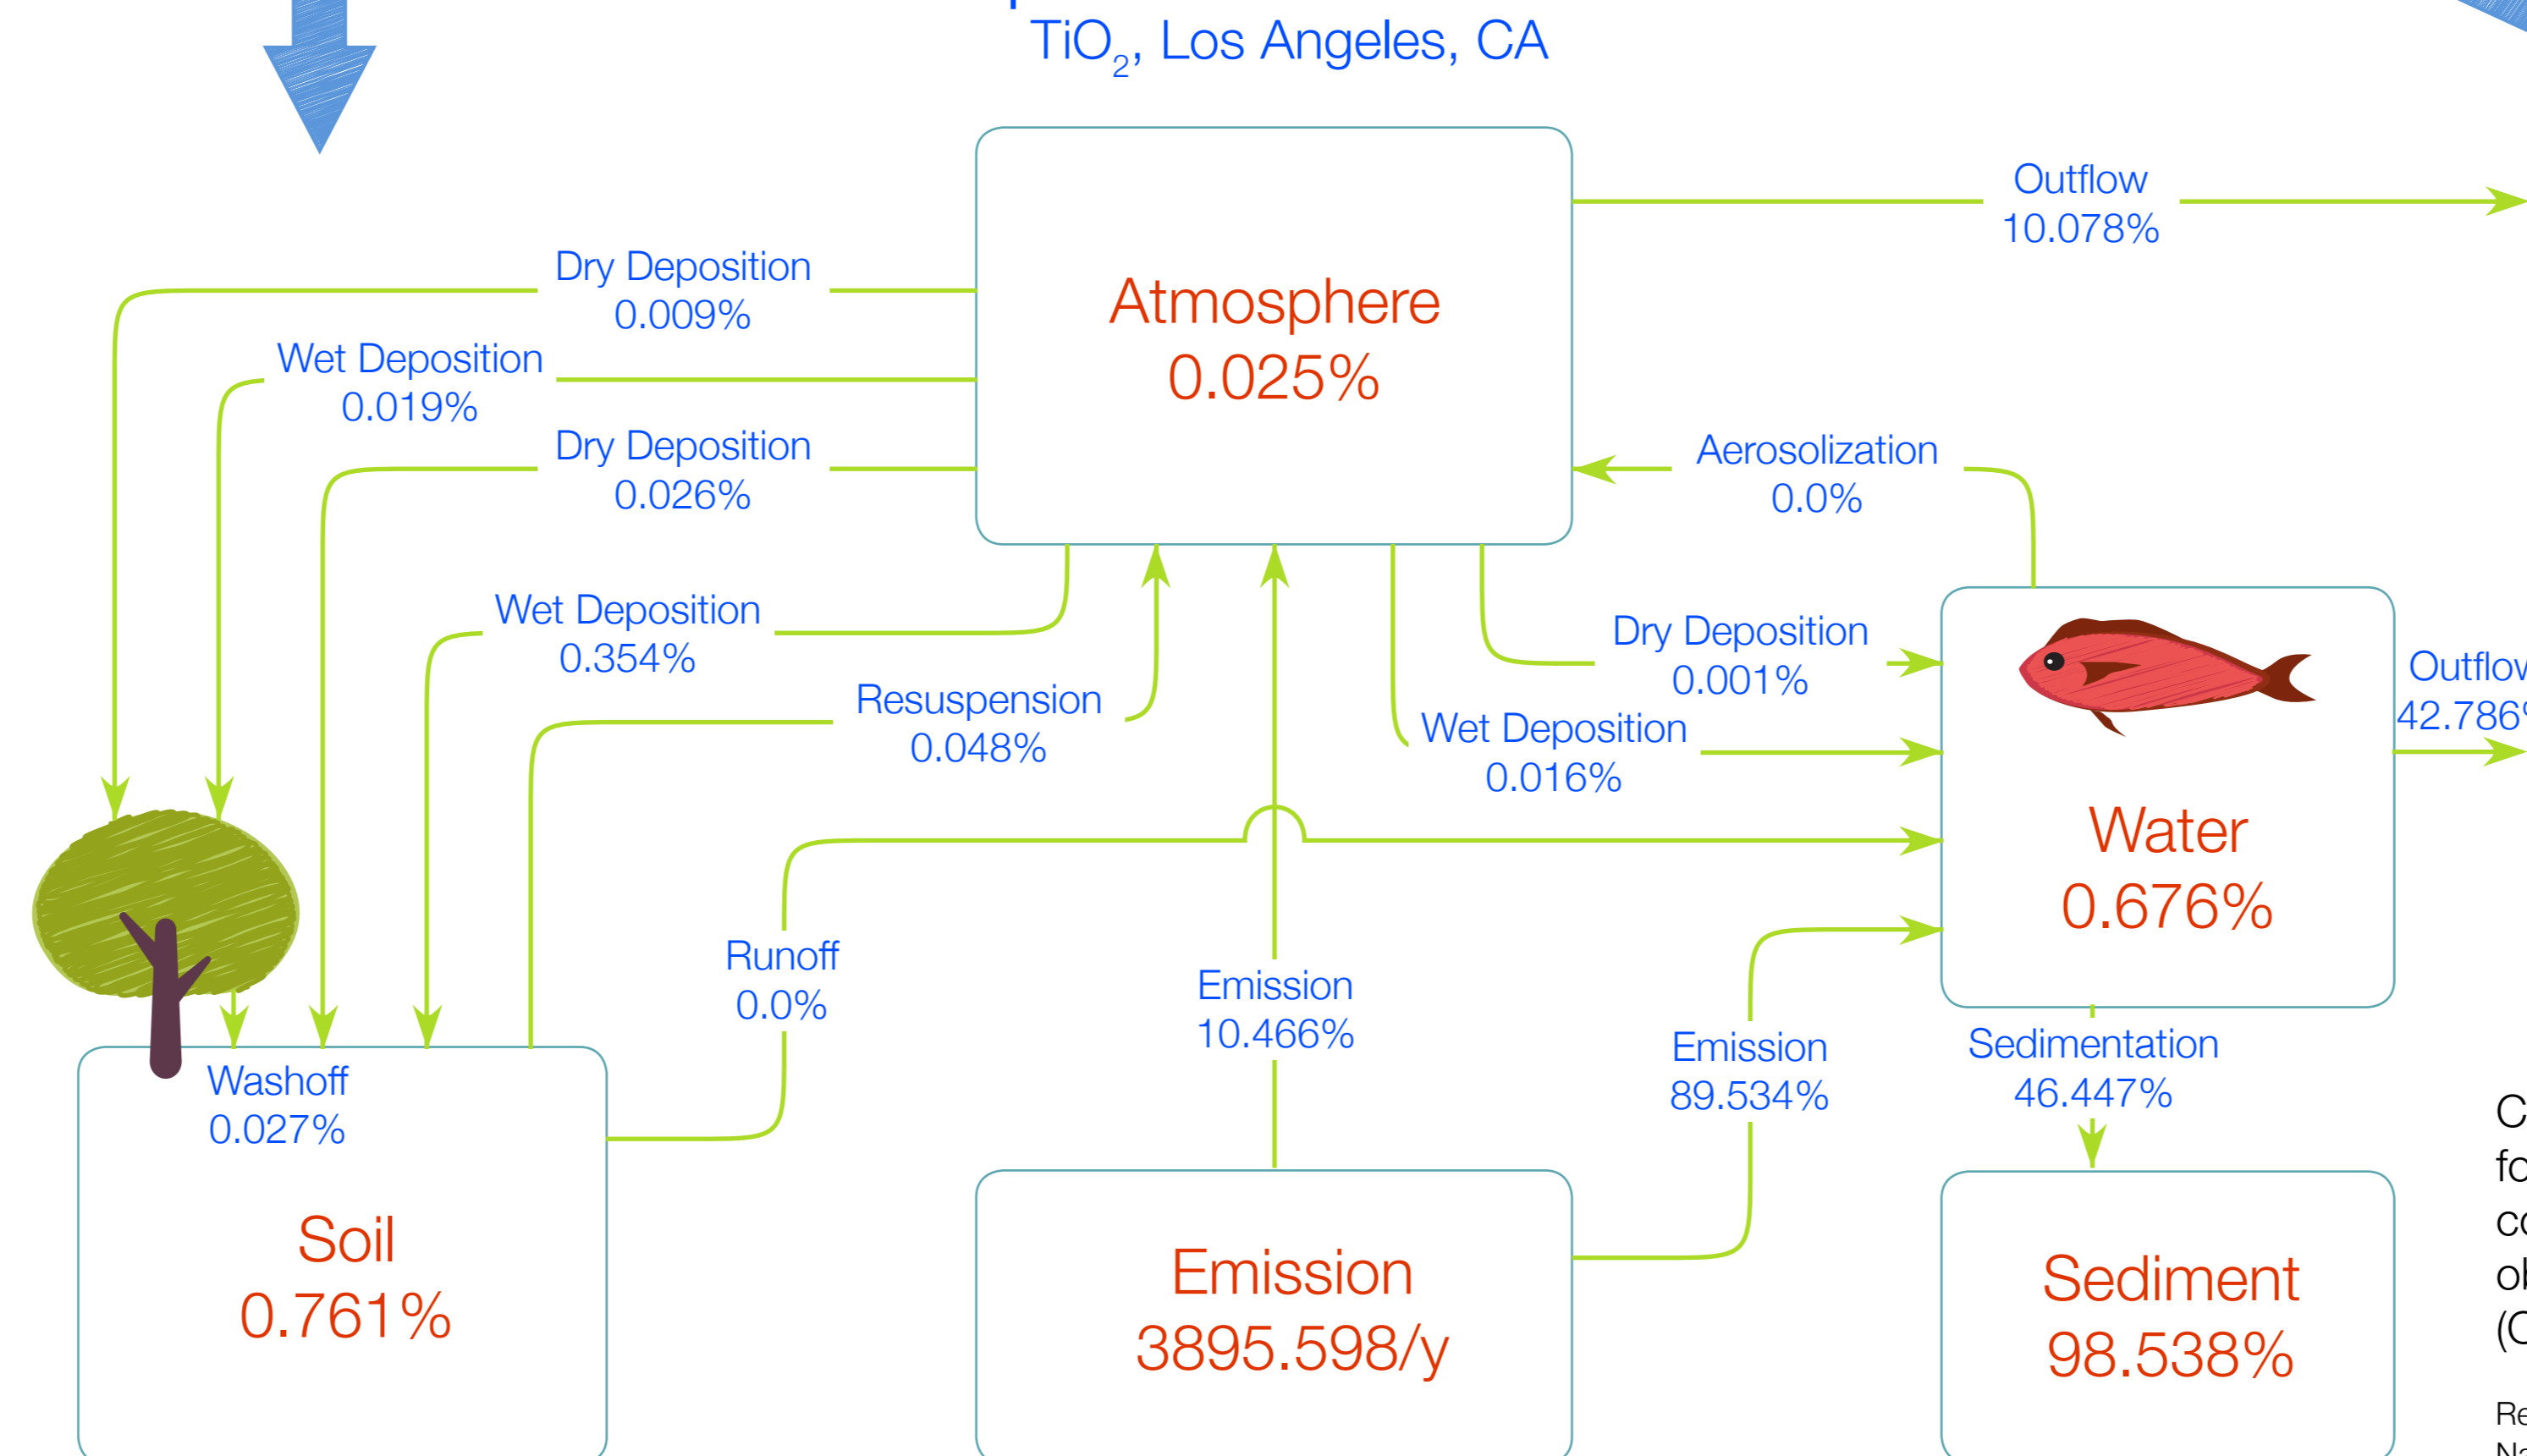 TiO₂, Los Angeles, CA
Outflow
10.078%
Dry Deposition
0.009%
Atmosphere
0.025%
Wet Deposition
0.019%
Dry Deposition
0.026%
Aerosolization
0.0%
Wet Deposition
0.354%
Dry Deposition
0.001%
Resuspension
0.048%
Wet Deposition
0.016%
42.786
Water
0.676%
Runoff
0.0%
Emission
10.466%
Emission
89.534%
Sedimentation
46.447%
Washoff
0.027%
Soil
0.761%
Emission
3895.598/y
Sediment
98.538%